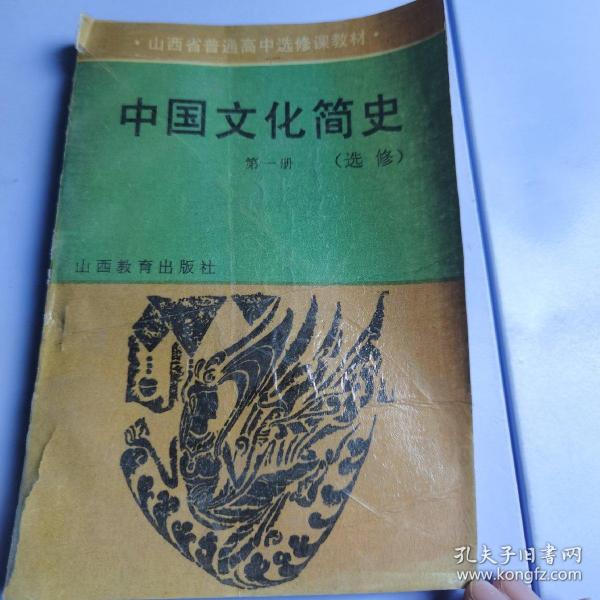 ·山西省普通高中选修课教材·
中国文化简史
第一册 (选修)
山西教育出版社
孔夫子旧书网
www.kongfz.com